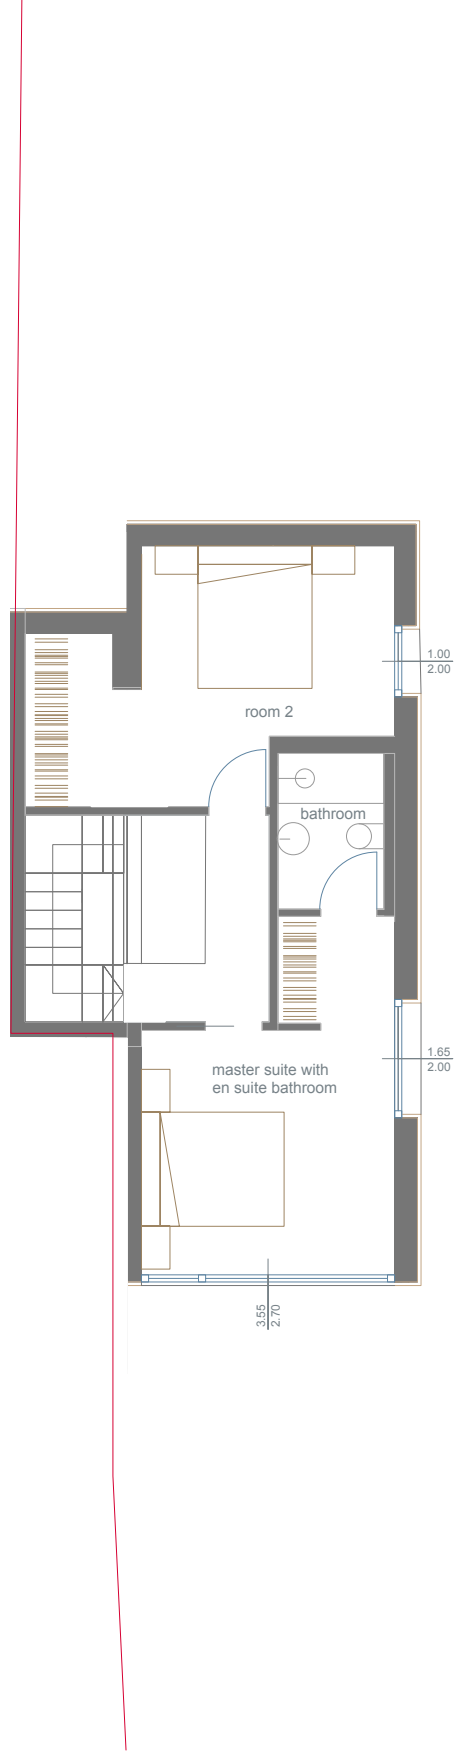 1.00
2.00
room 2
bathroom
1.65
2.00
master suite with
en suite bathroom
3.55
2.70